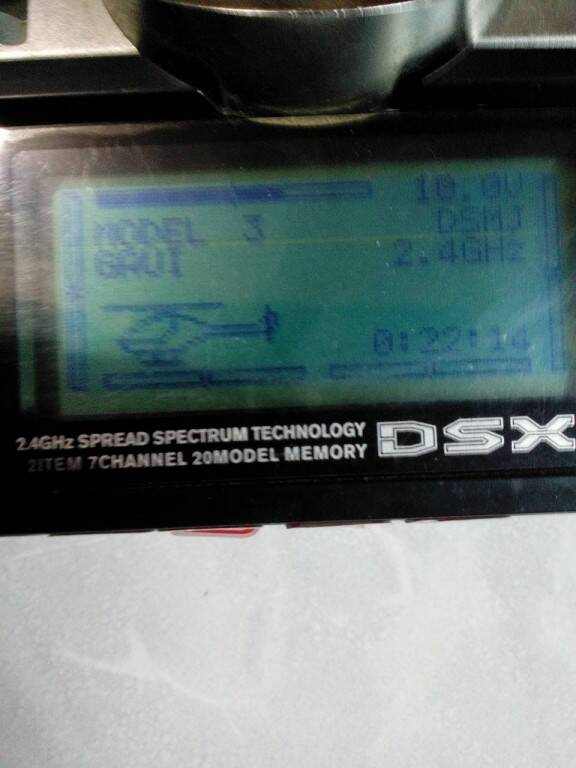 10.0V
MODEL 3 DSMJ
GAUI 2.4GHz
0:22:14
2.4GHz SPREAD SPECTRUM TECHNOLOGY
2ITEM 7CHANNEL 20MODEL MEMORY
DSX